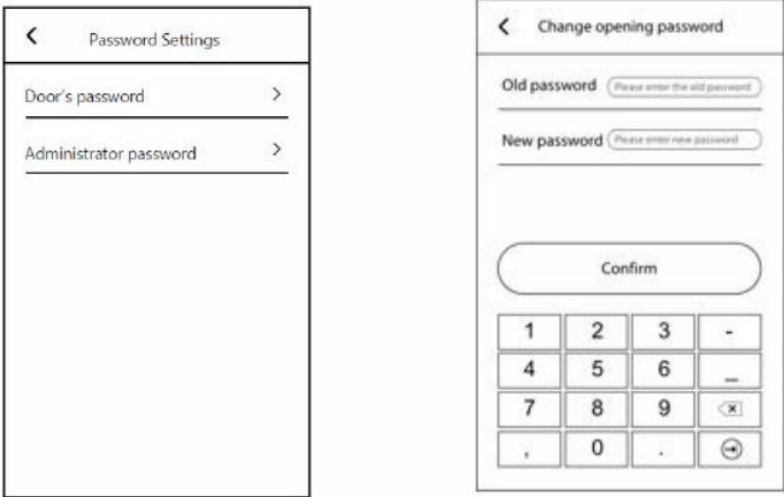 Password Settings
Door's password
Administrator password
Change opening password
Old password Please enter the old password
New password Please enter new password
Confirm
1 2 3 -
4 5 6 _
7 8 9
, 0 .